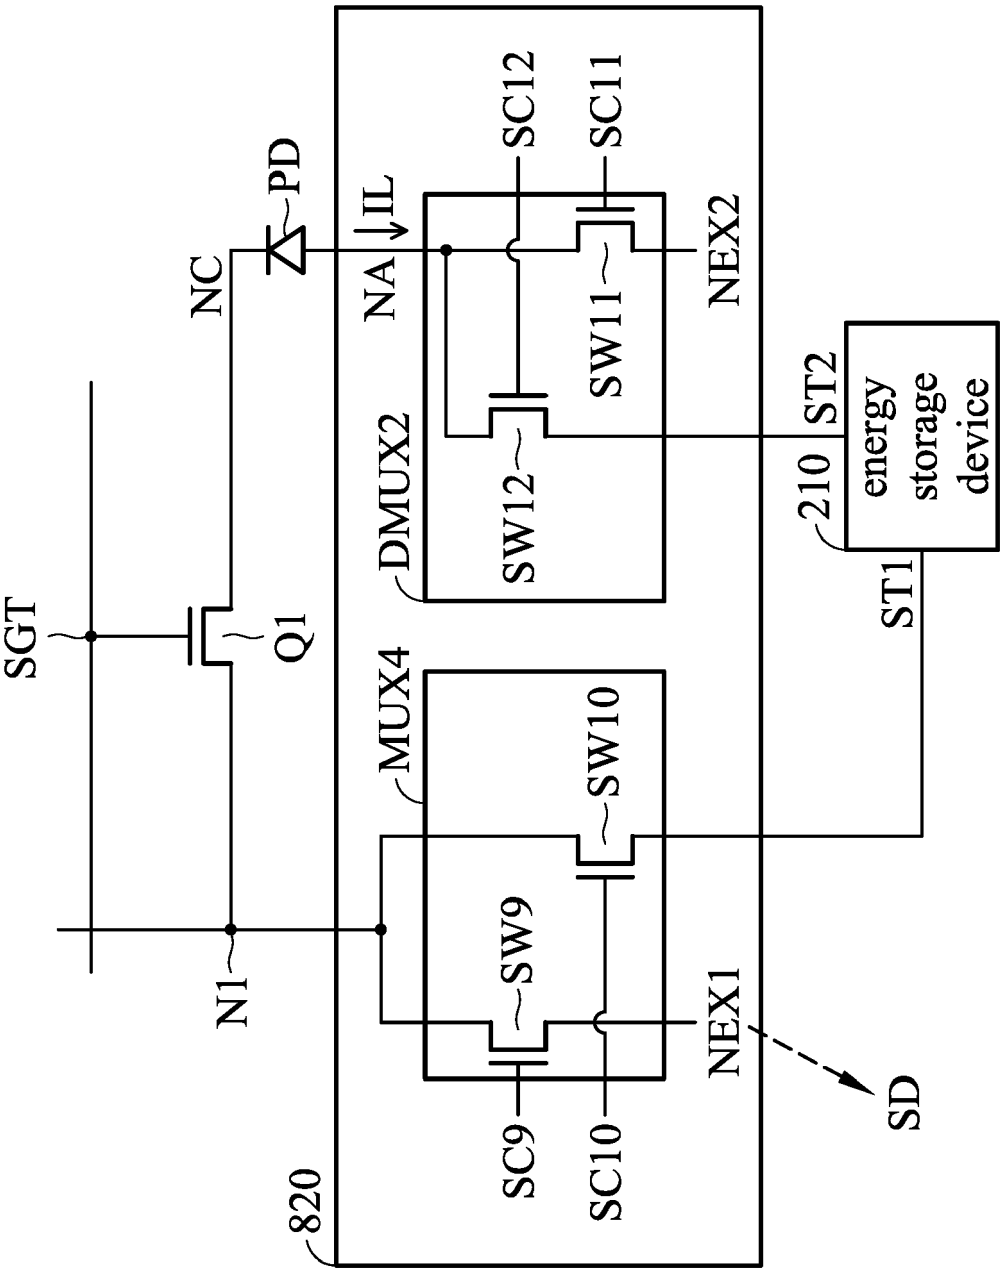 SGT
N1
Q1
NC
PD
820
NA
IL
MUX4
DMUX2
SC9
SW9
SC10
SW10
SW12
SC12
SW11
SC11
NEX1
NEX2
SD
ST1
ST2
210
energy
storage
device